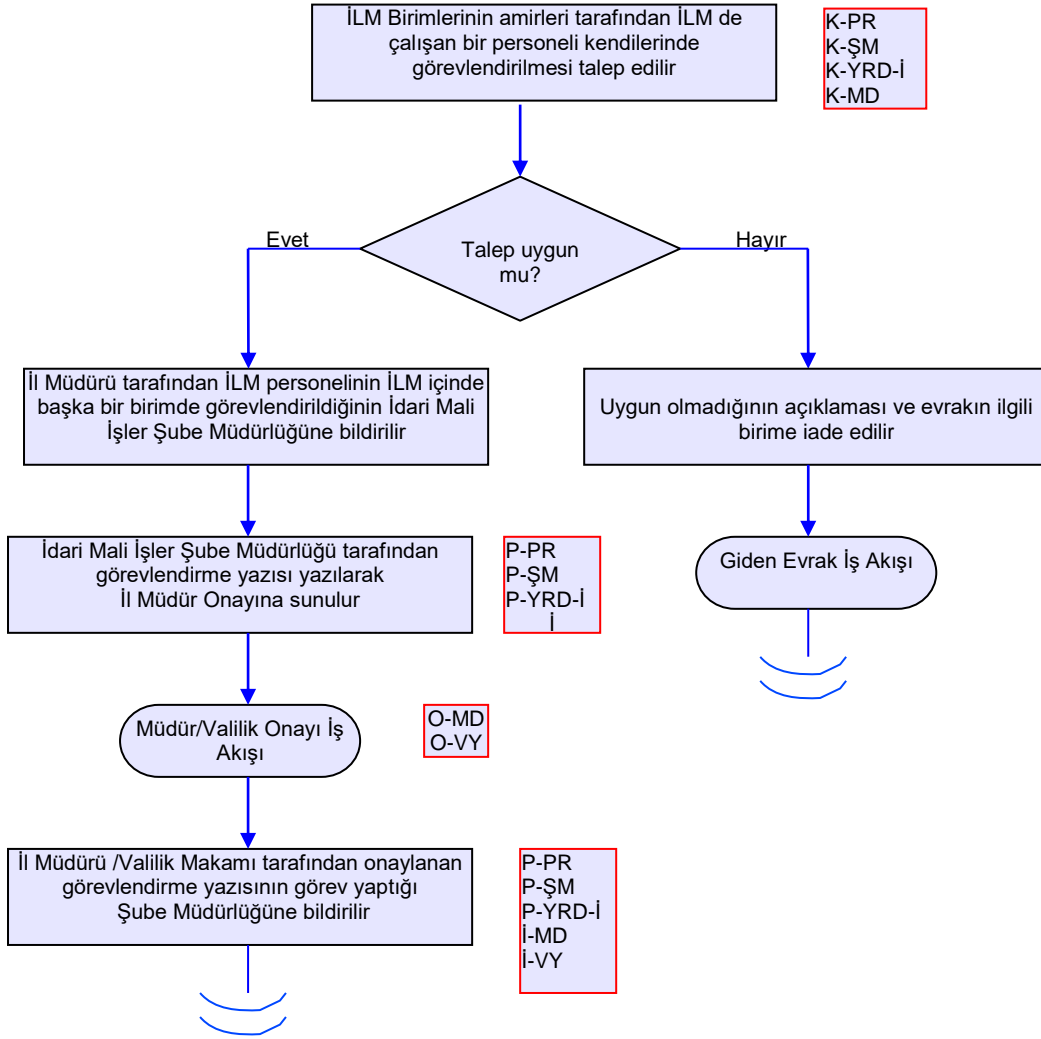 İLM Birimlerinin amirleri tarafından İLM de
çalışan bir personeli kendilerinde
görevlendirilmesi talep edilir
K-PR
K-ŞM
K-YRD-İ
K-MD
Talep uygun
mu?
Evet
Hayır
İl Müdürü tarafından İLM personelinin İLM içinde
başka bir birimde görevlendirildiğinin İdari Mali
İşler Şube Müdürlüğüne bildirilir
Uygun olmadığının açıklaması ve evrakın ilgili
birime iade edilir
İdari Mali İşler Şube Müdürlüğü tarafından
görevlendirme yazısı yazılarak
İl Müdür Onayına sunulur
P-PR
P-ŞM
P-YRD-İ
İ
Giden Evrak İş Akışı
Müdür/Valilik Onayı İş
Akışı
O-MD
O-VY
İl Müdürü /Valilik Makamı tarafından onaylanan
görevlendirme yazısının görev yaptığı
Şube Müdürlüğüne bildirilir
P-PR
P-ŞM
P-YRD-İ
İ-MD
İ-VY